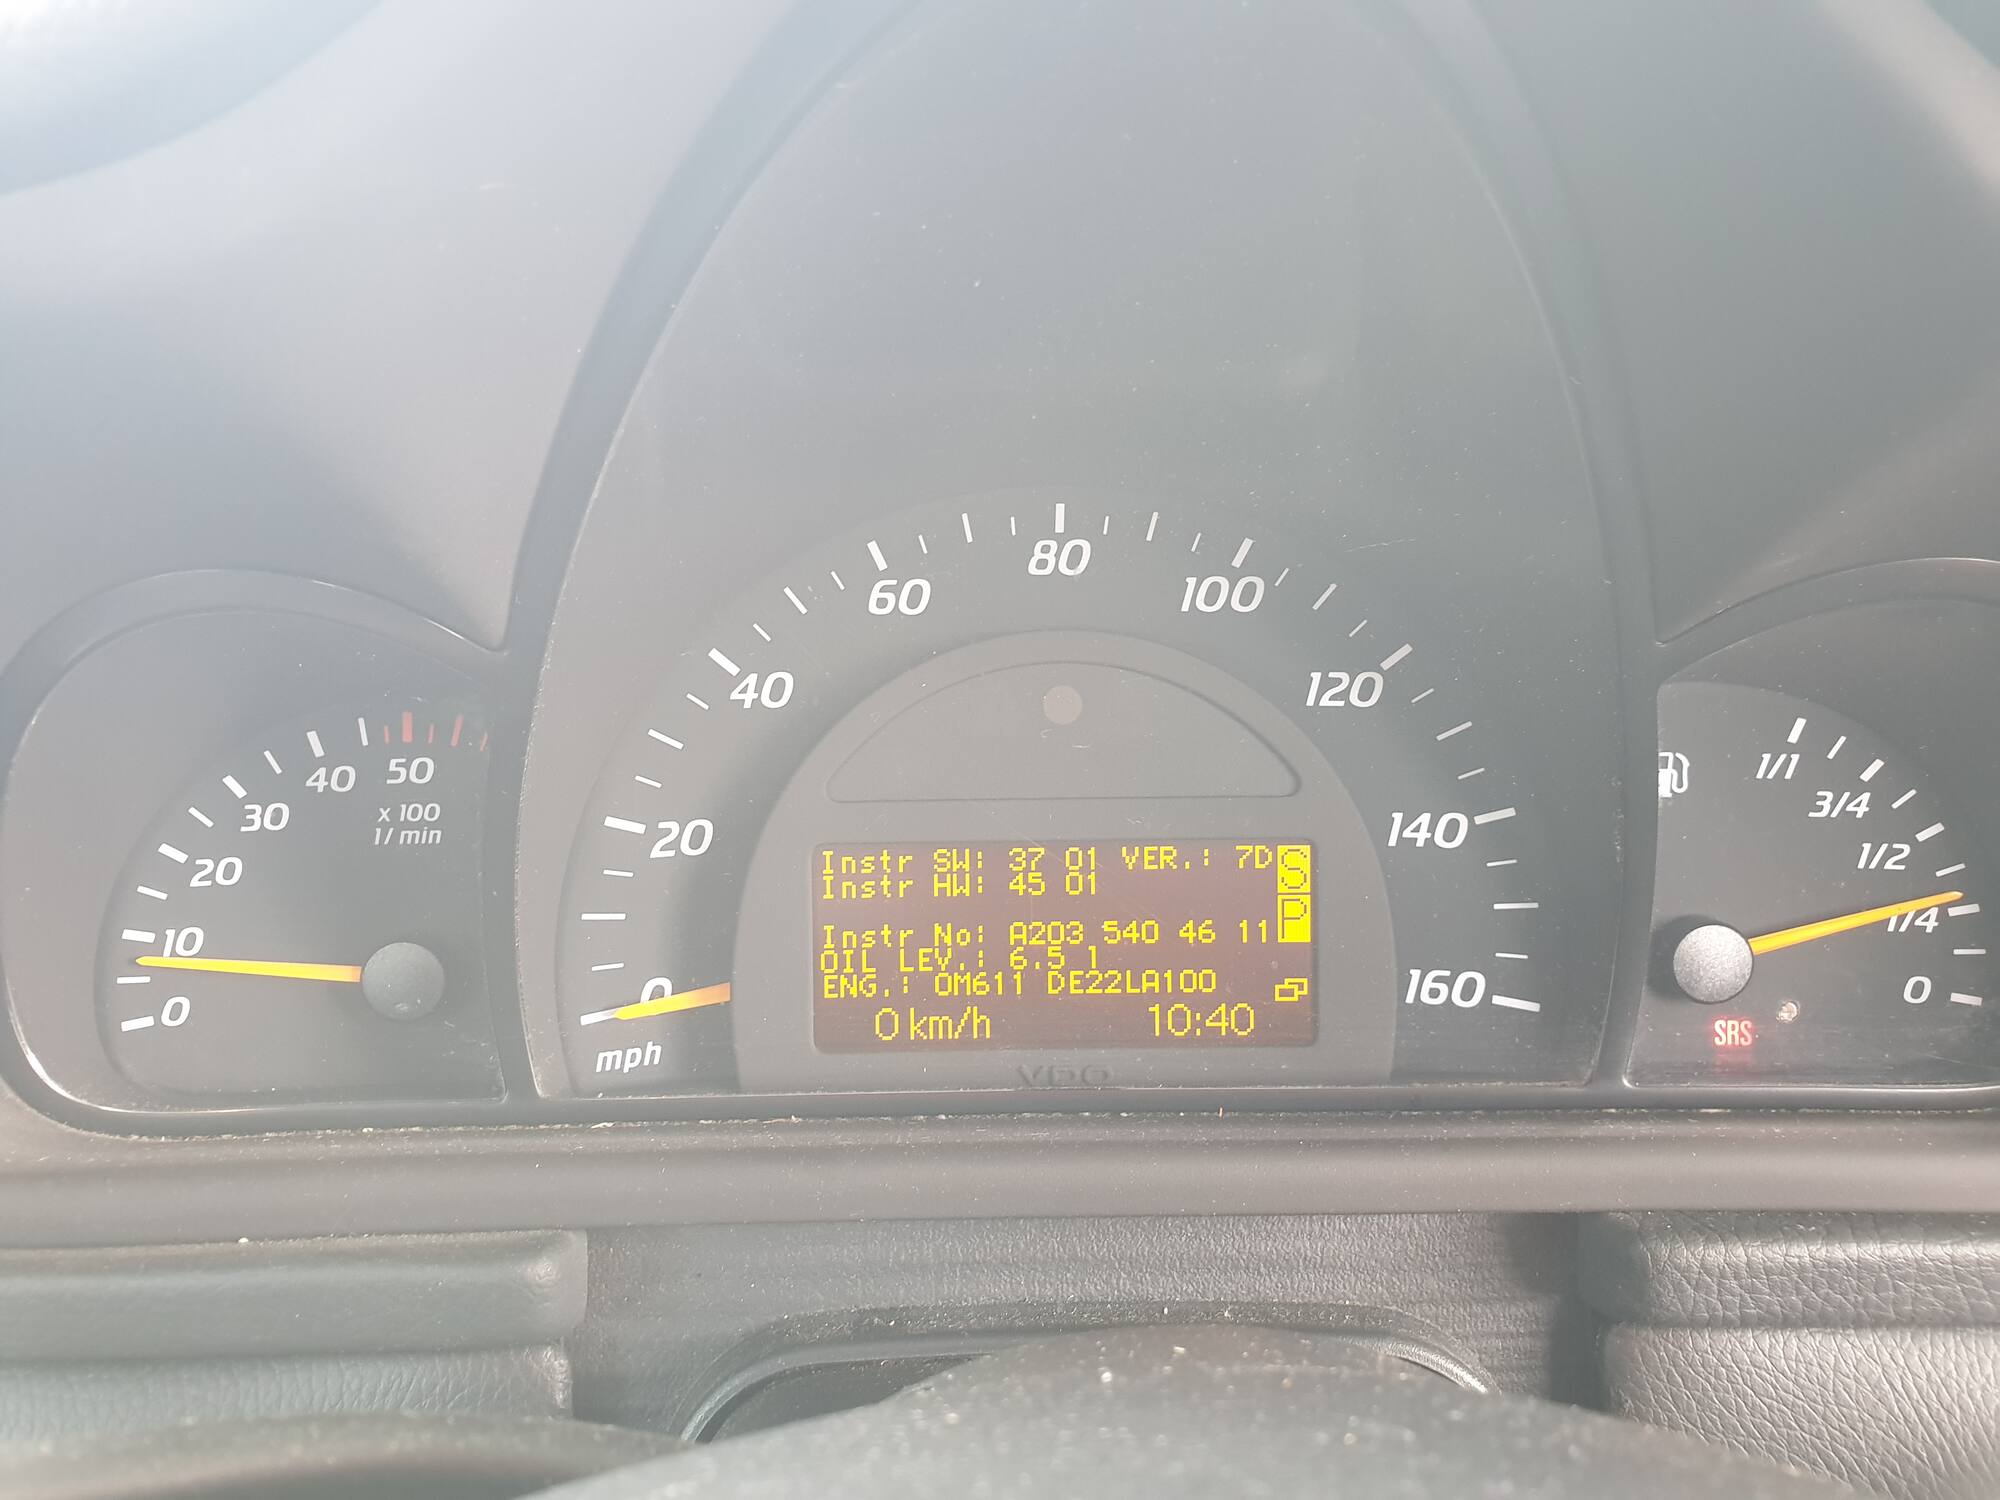 80
60
100
40
120
50
40
x 100
1/min
30
20
10
0
20
140
0
160
mph
Instr SW: 37 01 VER.: 7D S
Instr HW: 45 01
Instr No: A203 540 46 11 P
OIL LEV.: 6.5 l
ENG.: OM611 DE22LA100
0 km/h 10:40
VDO
1/1
3/4
1/2
1/4
0
SRS